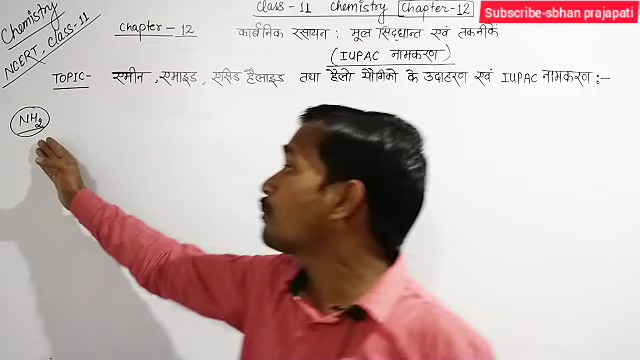 Chemistry
NCERT, Class-11
Class - 11 Chemistry Chapter-12
Subscribe-sbhan prajapati
Chapter - 12 कार्बनिक रसायन : मूल सिद्धान्त एवं तकनीकें
(IUPAC नामकरण)
TOPIC- एमीन, एमाइड, एसिड हैलाइड तथा हैलो यौगिकों के उदाहरण एवं IUPAC नामकरण :-
NH2